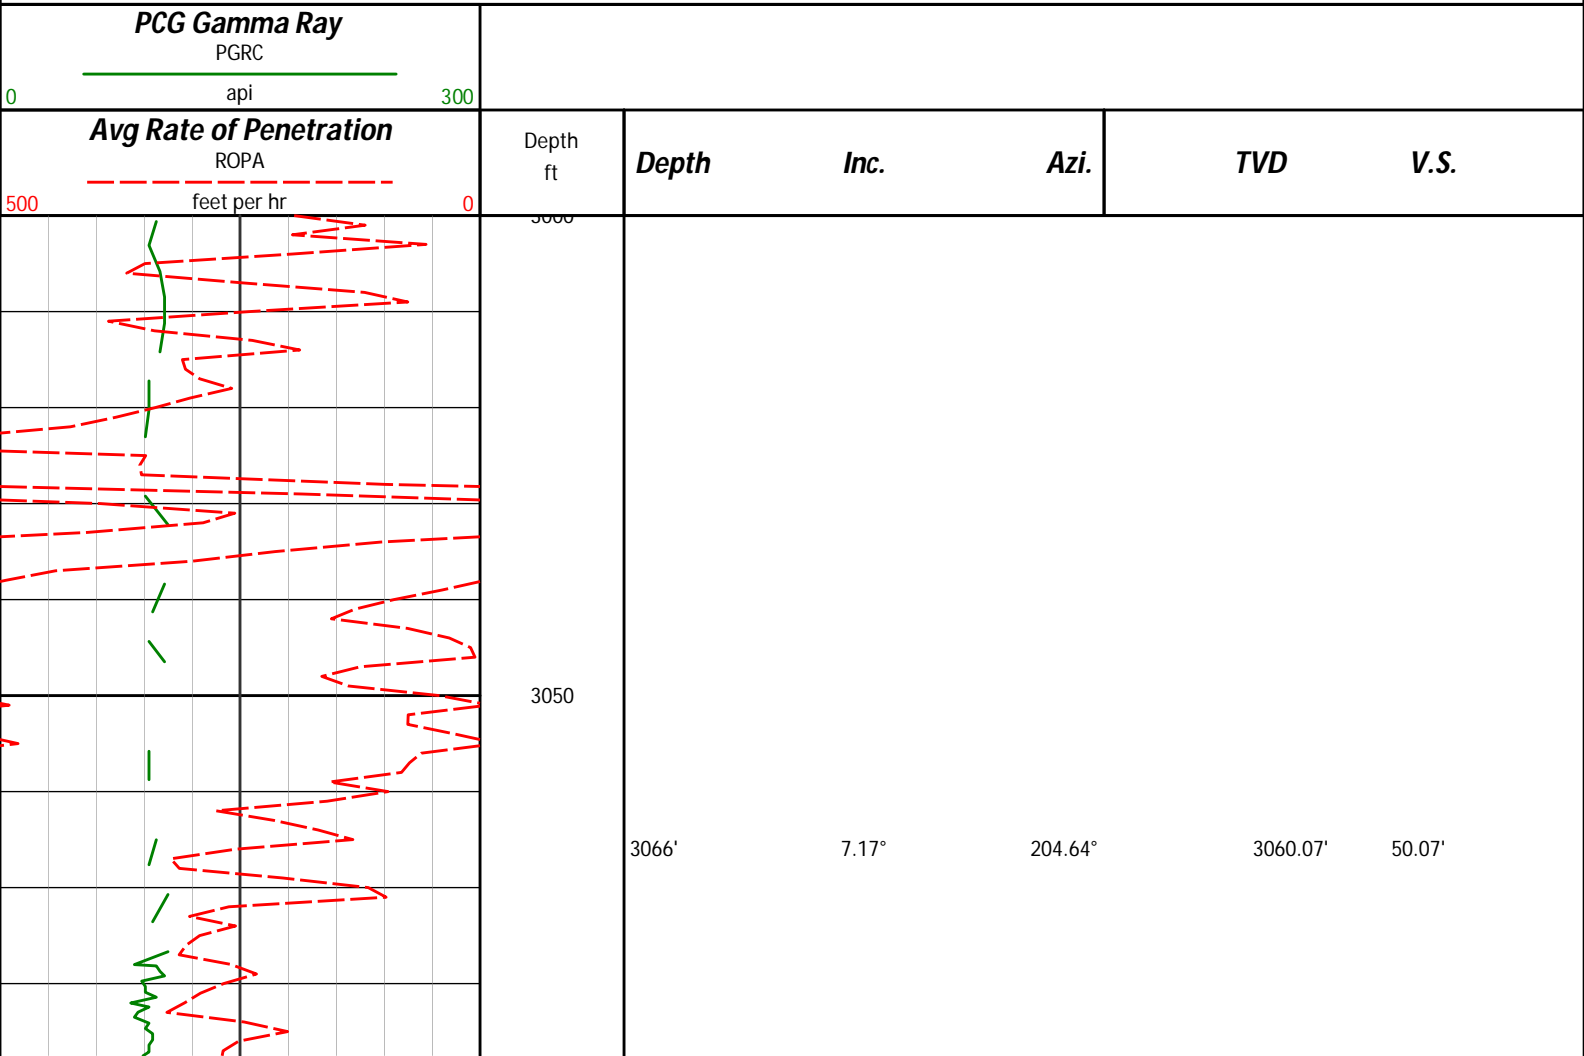 PCG Gamma Ray
PGRC
0 api 300
Avg Rate of Penetration
ROPA
500 feet per hr 0
Depth
ft
Depth Inc. Azi. TVD V.S.
3000
3050
3066' 7.17° 204.64° 3060.07' 50.07'